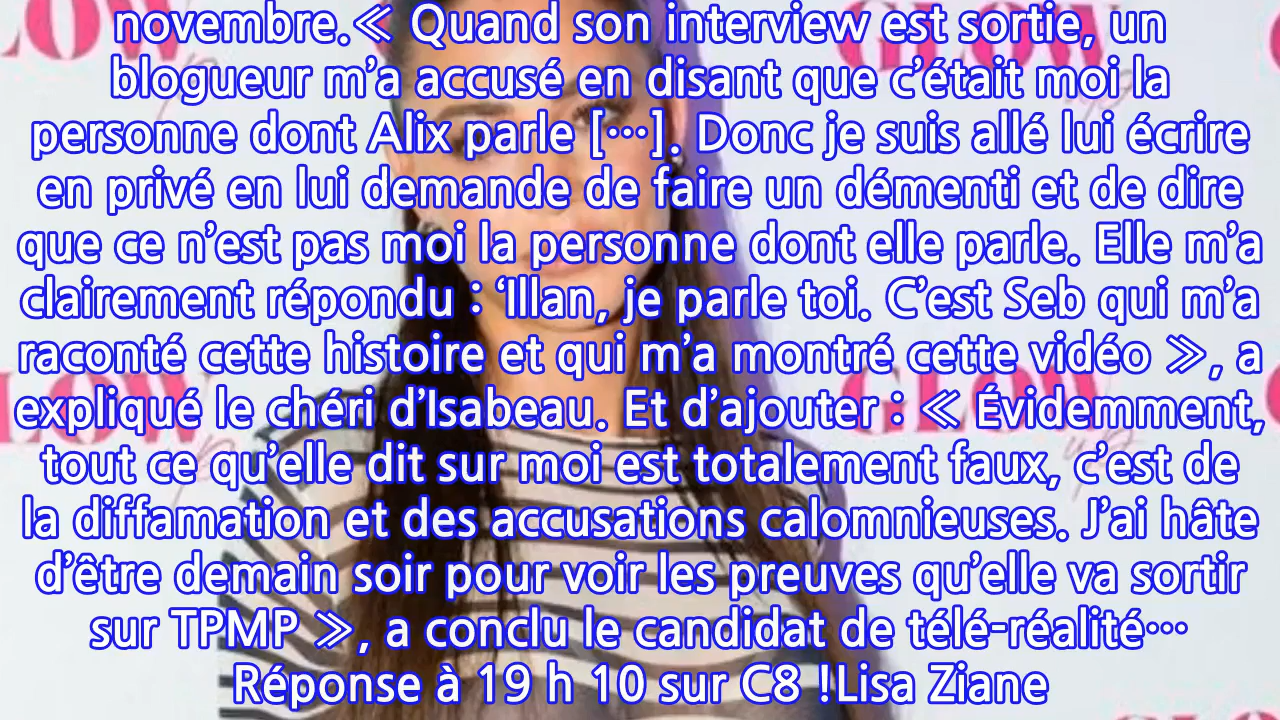 novembre.≪ Quand son interview est sortie, un
blogueur m’a accusé en disant que c’était moi la
personne dont Alix parle […]. Donc je suis allé lui écrire
en privé en lui demande de faire un démenti et de dire
que ce n’est pas moi la personne dont elle parle. Elle m’a
clairement répondu : ‘Illan, je parle toi. C’est Seb qui m’a
raconté cette histoire et qui m’a montré cette vidéo ≫, a
expliqué le chéri d’Isabeau. Et d’ajouter : ≪ Évidemment,
tout ce qu’elle dit sur moi est totalement faux, c’est de
la diffamation et des accusations calomnieuses. J’ai hâte
d’être demain soir pour voir les preuves qu’elle va sortir
sur TPMP ≫, a conclu le candidat de télé-réalité…
Réponse à 19 h 10 sur C8 !Lisa Ziane
GLOW
up
GLOW
up
GLOW
up